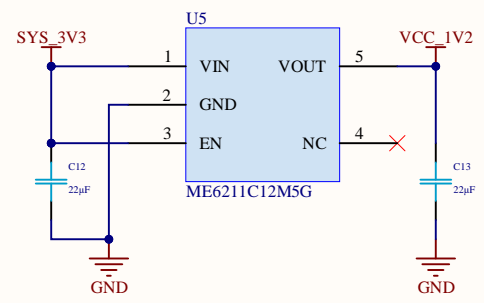 U5
SYS_3V3
VCC_1V2
1 VIN VOUT 5
2 GND
3 EN NC 4
C12
22μF
C13
22μF
ME6211C12M5G
GND
GND